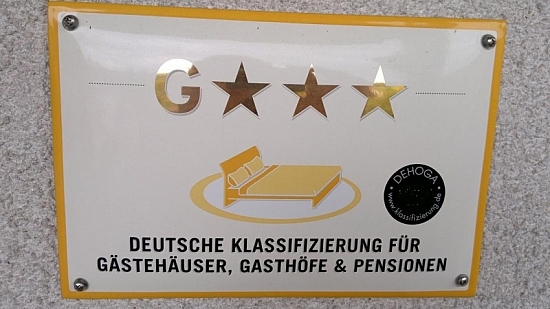 G★★★
DEHOGA
www.klassifizierung.de
DEUTSCHE KLASSIFIZIERUNG FÜR
GÄSTEHÄUSER, GASTHÖFE & PENSIONEN